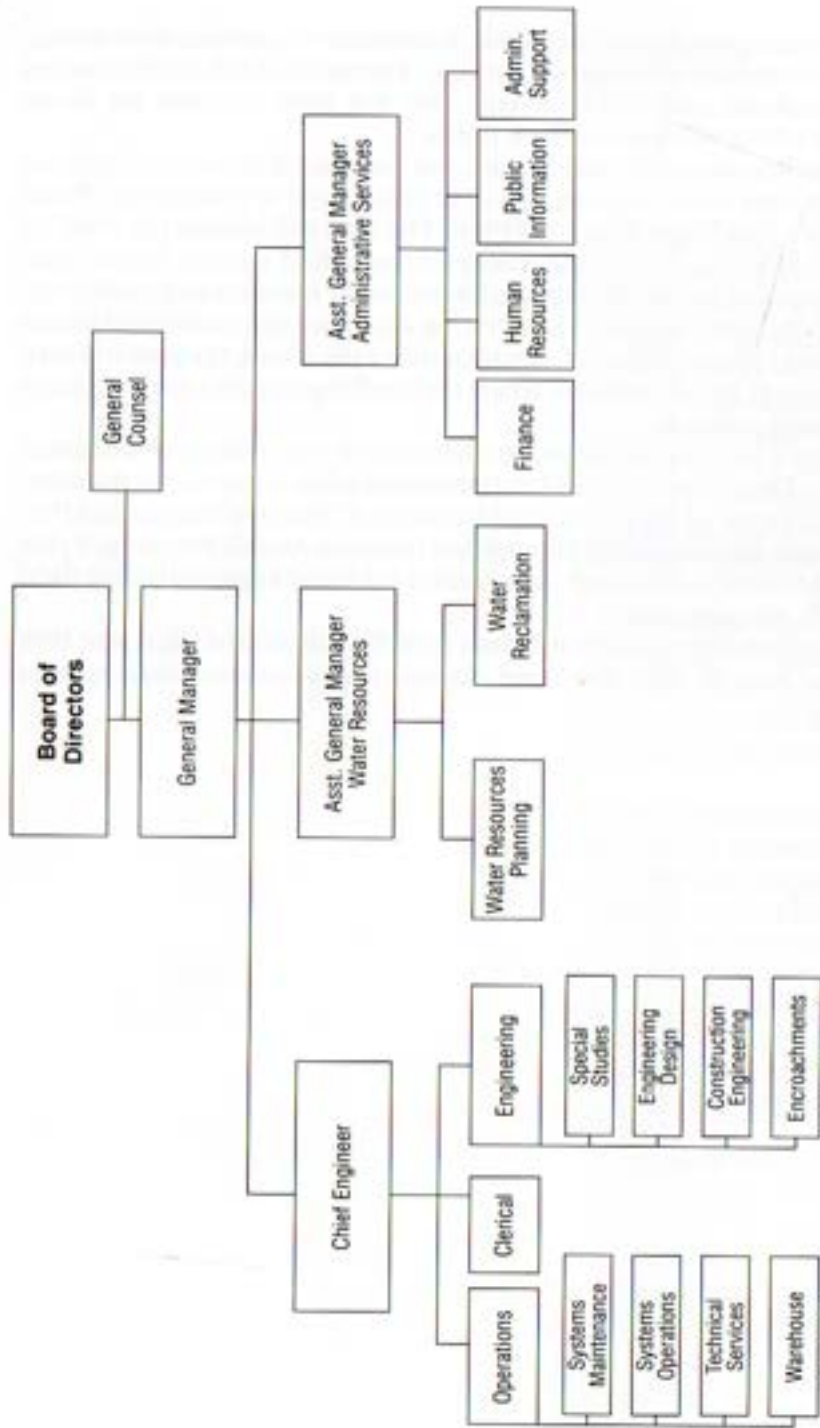 Board of
Directors
General
Counsel
General Manager
Chief Engineer
Asst. General Manager
Water Resources
Asst. General Manager
Administrative Services
Operations
Clerical
Engineering
Water Resources
Planning
Water
Reclamation
Finance
Human
Resources
Public
Information
Admin.
Support
Systems
Maintenance
Systems
Operations
Technical
Services
Warehouse
Special
Studies
Engineering
Design
Construction
Engineering
Encroachments